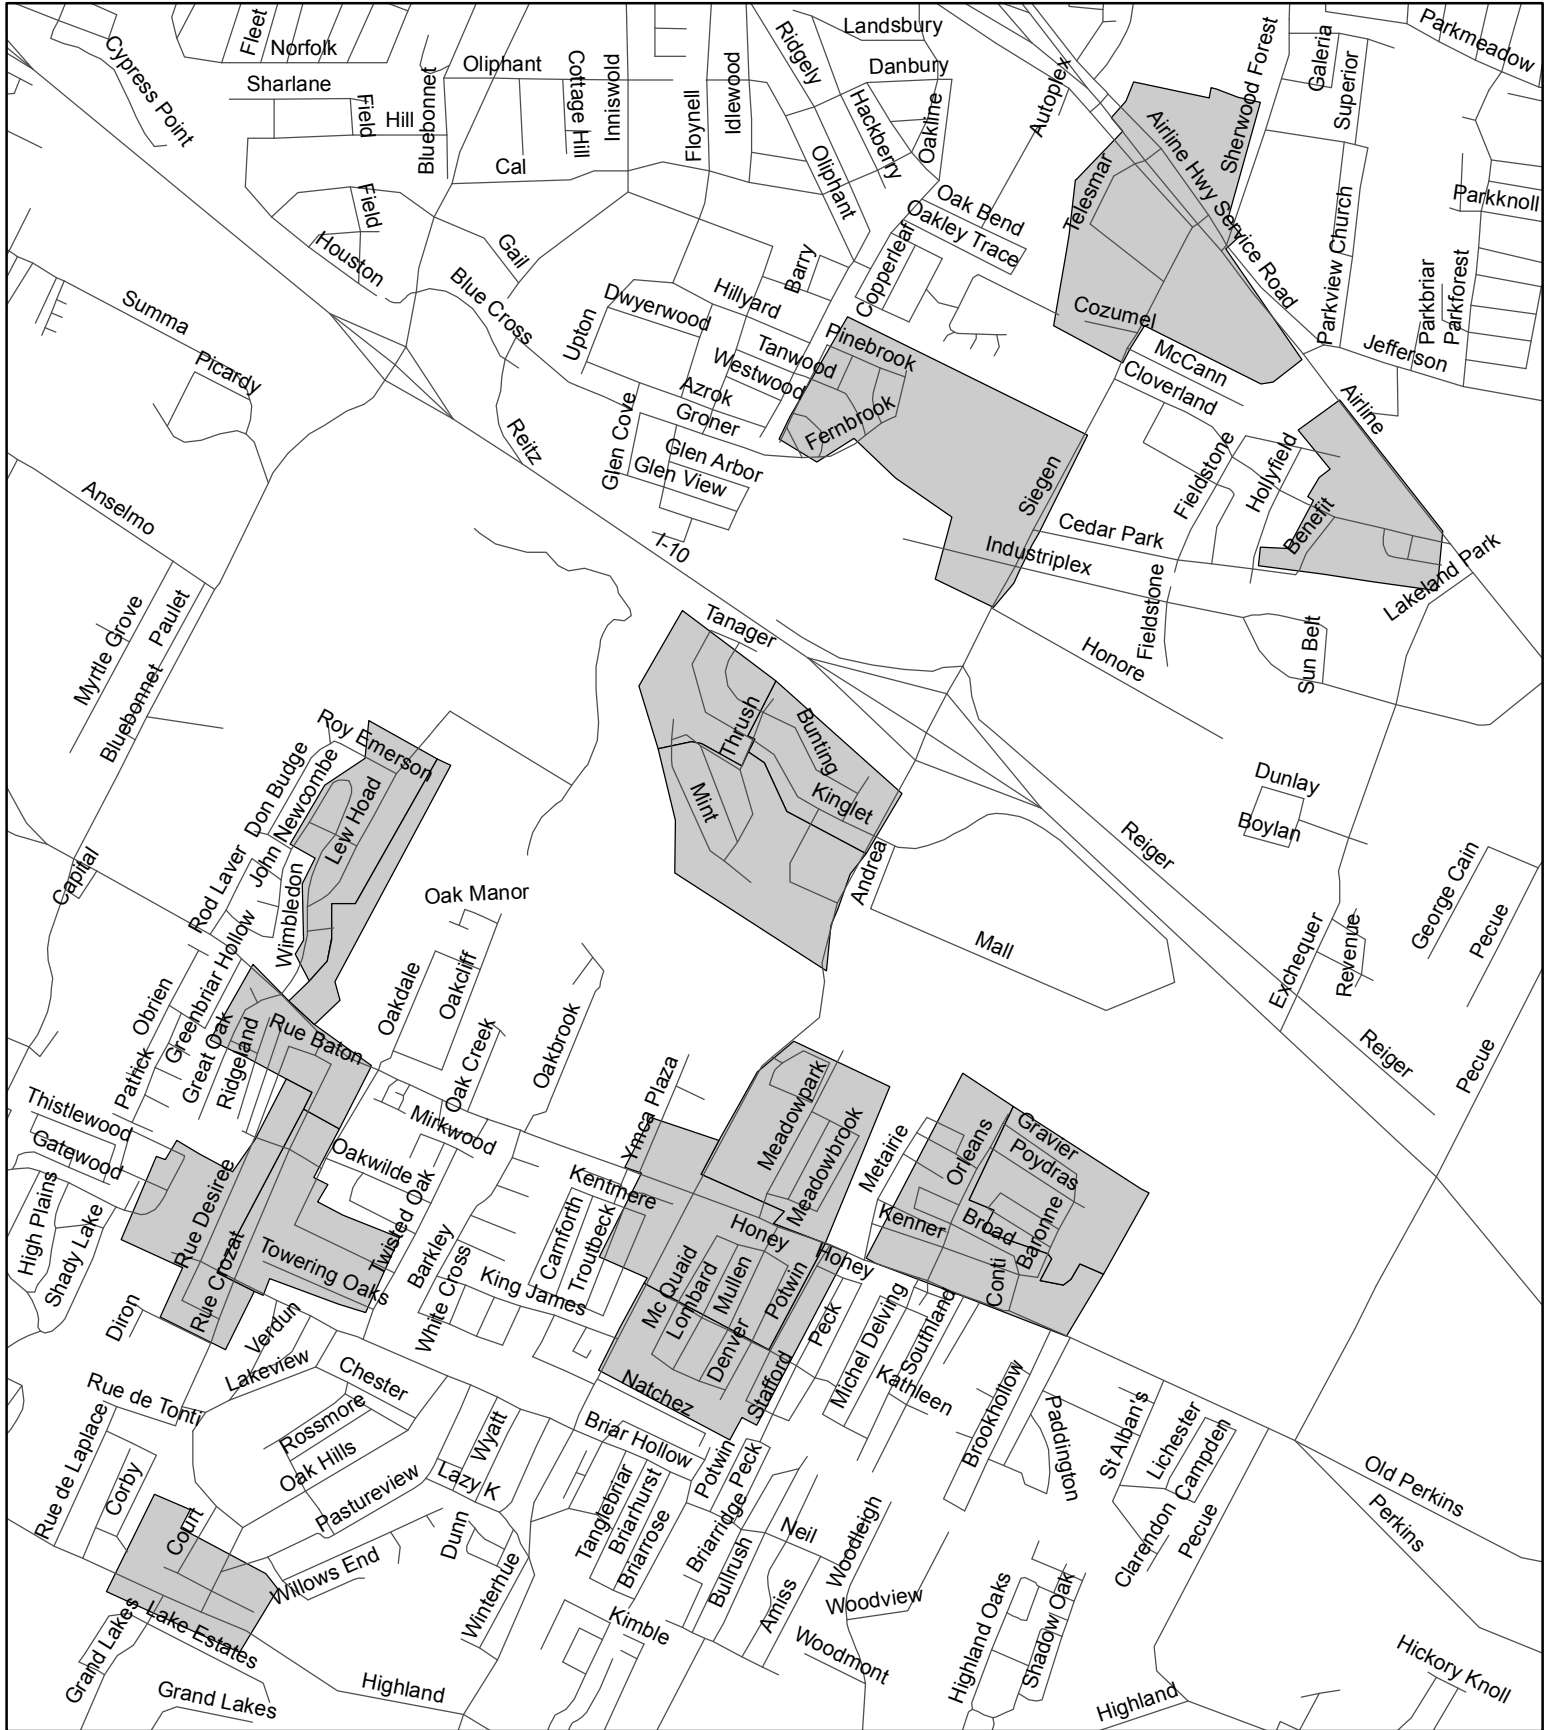 Landsbury
Parkmeadow
Fleet
Norfolk
Cypress Point
Oliphant
Cottage Hill
Inniswold
Idlewood
Ridgely
Danbury
Autoplex
Sherwood Forest
Galeria
Superior
Sharlane
Field
Hill
Bluebonnet
Floynell
Hackberry
Oakline
Airline Hwy Service Road
Cal
Oliphant
Telesmar
Field
Oak Bend
Oakley Trace
Parkview Church
Parkknoll
Houston
Gail
Barry
Copperleaf
Parkbriar
Parkforest
Summa
Blue Cross
Dwyerwood
Hillyard
Cozumel
Upton
Tanwood
Pinebrook
McCann
Jefferson
Picardy
Westwood
Cloverland
Azrok
Airline
Groner
Fernbrook
Reitz
Glen Cove
Glen Arbor
Glen View
Siegen
Fieldstone
Hollyfield
Anselmo
Cedar Park
Benefit
I-10
Industriplex
Lakeland Park
Myrtle Grove
Paulet
Tanager
Fieldstone
Honore
Sun Belt
Bluebonnet
Thrush
Bunting
Roy Emerson
Don Budge
John Newcombe
Mint
Kinglet
Dunlay
Lew Hoad
Boylan
Reiger
Capital
Rod Laver
Wimbledon
Oak Manor
Andrea
George Cain
Pecue
Greenbriar Hollow
Mall
Exchequer
Revenue
Obrien
Oakdale
Oakcliff
Great Oak
Ridgeland
Rue Baton
Oak Creek
Oakbrook
Reiger
Pecue
Patrick
Thistlewood
Mirkwood
Ymca Plaza
Meadowpark
Meadowbrook
Metairie
Orleans
Gravier
Poydras
Gatewood
Oakwilde
Kentmere
High Plains
Shady Lake
Rue Desiree
Twisted Oak
Camforth
Troutbeck
Honey
Kenner
Broad
Baronne
Rue Crozat
Towering Oaks
Barkley
White Cross
King James
Mc Quaid
Lombard
Mullen
Potwin
Honey
Conti
Diron
Verdun
Denver
Peck
Michel Delving
Southland
Lakeview
Chester
Natchez
Stafford
Kathleen
Rue de Tonti
Rossmore
Brookhollow
Paddington
St Alban's
Lichester
Campden
Rue de Laplace
Corby
Oak Hills
Wyatt
Briar Hollow
Potwin
Peck
Old Perkins
Lazy K
Pastureview
Tanglebriar
Briarhurst
Briarrose
Briarridge
Bullrush
Neil
Woodleigh
Clarendon
Pecue
Perkins
Court
Dunn
Willows End
Winterhue
Amiss
Woodview
Highland Oaks
Shadow Oak
Lake Estates
Kimble
Woodmont
Grand Lakes
Hickory Knoll
Grand Lakes
Highland
Highland